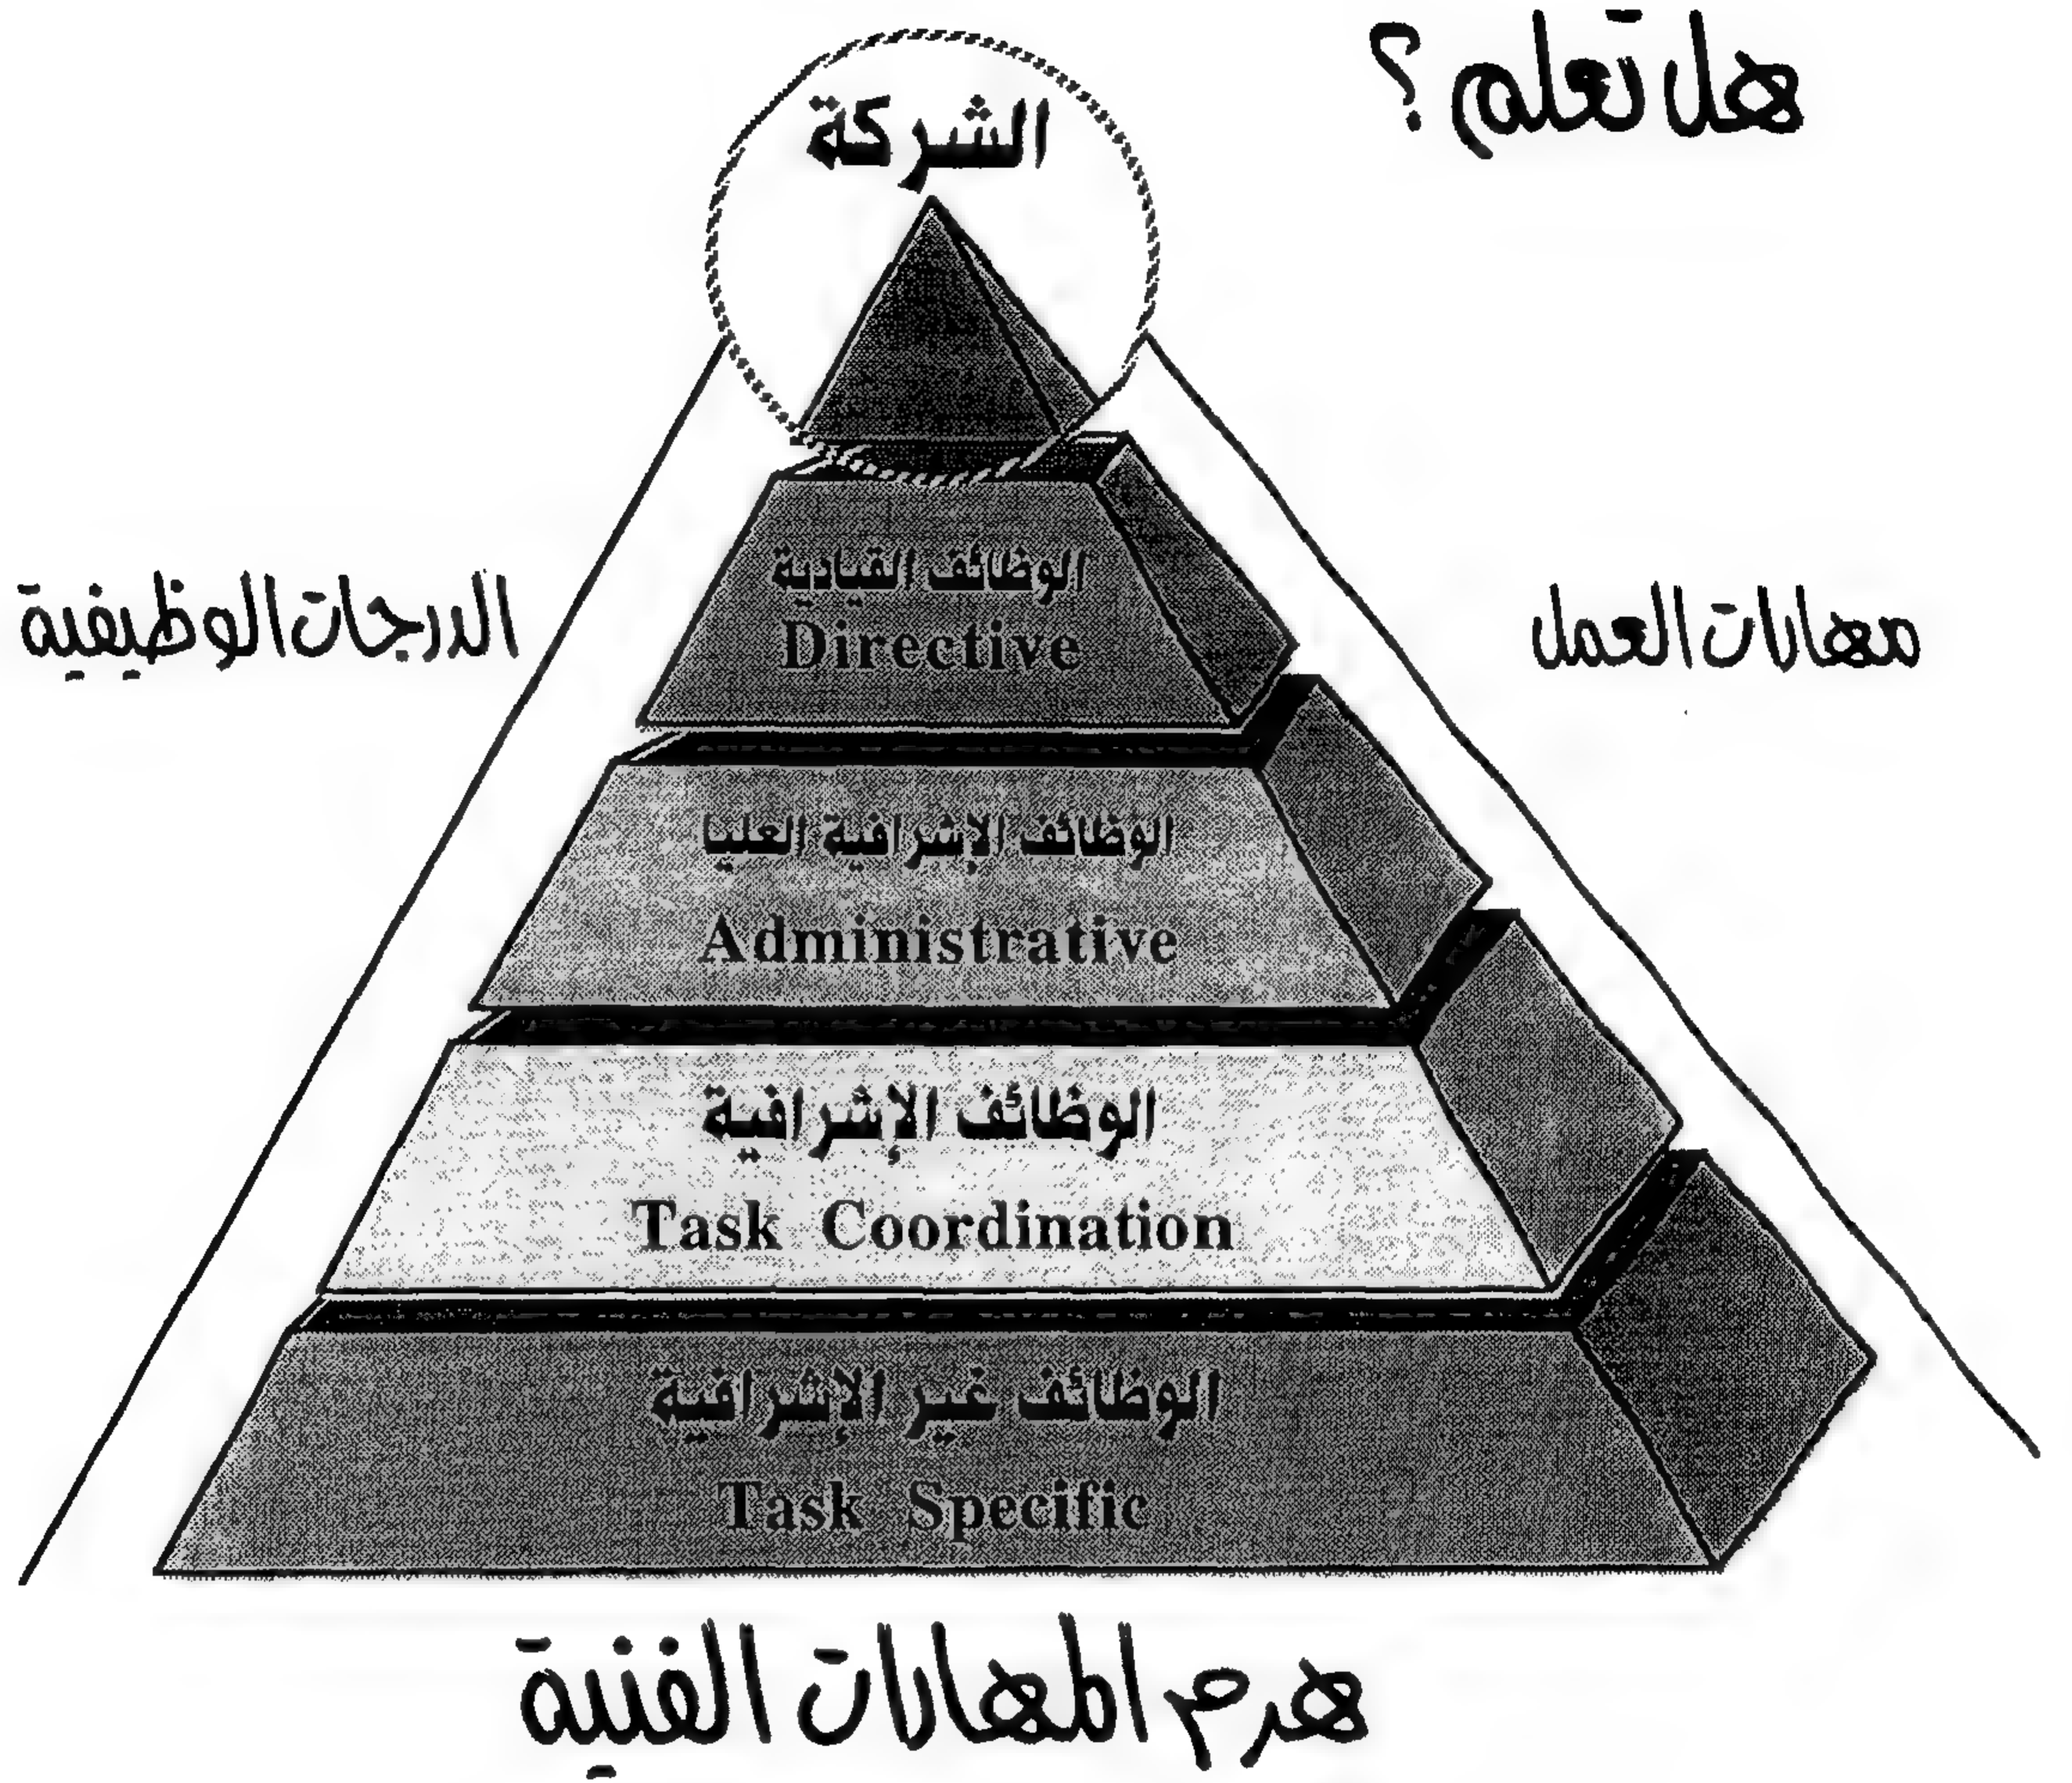 هل تعلم ؟
الشركة
الوظائف القيادية
Directive
مهارات العمل
الدرجات الوظيفية
الوظائف الإشرافية العليا
Administrative
الوظائف الإشرافية
Task Coordination
الوظائف غير الإشرافية
Task Specific
هرم المهارات الفنية